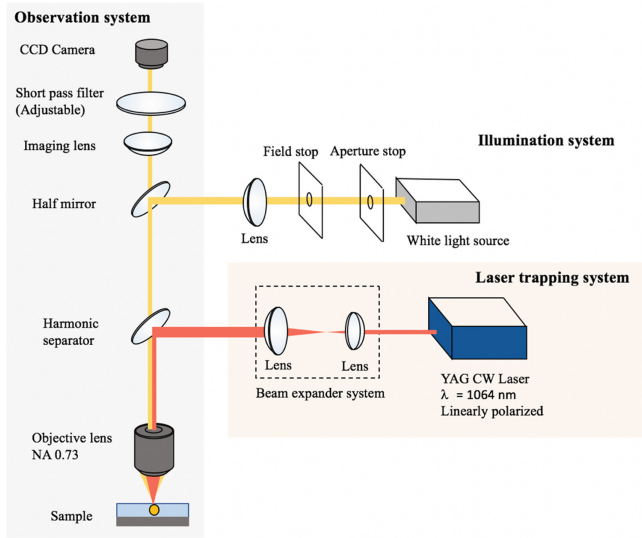 Observation system
CCD Camera
Short pass filter
(Adjustable)
Imaging lens
Half mirror
Harmonic
separator
Objective lens
NA 0.73
Sample
Illumination system
Field stop
Aperture stop
Lens
White light source
Laser trapping system
Lens
Lens
Beam expander system
YAG CW Laser
λ = 1064 nm
Linearly polarized